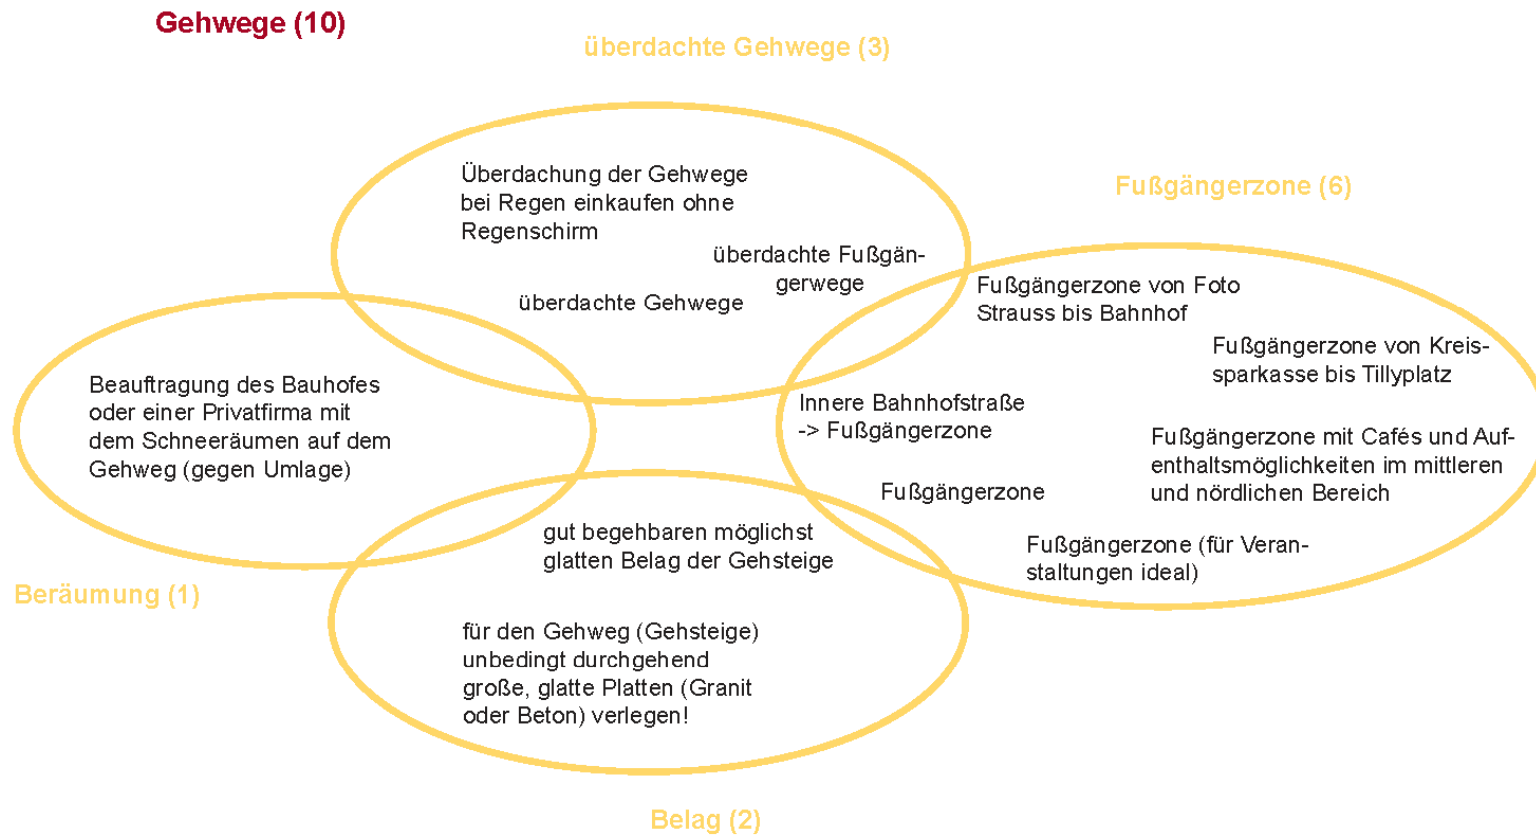 Gehwege (10)
überdachte Gehwege (3)
Überdachung der Gehwege
bei Regen einkaufen ohne
Regenschirm
überdachte Fußgän-
gerwege
überdachte Gehwege
Fußgängerzone (6)
Fußgängerzone von Foto
Strauss bis Bahnhof
Fußgängerzone von Kreis-
sparkasse bis Tillyplatz
Innere Bahnhofstraße
-> Fußgängerzone
Fußgängerzone mit Cafés und Auf-
enthaltsmöglichkeiten im mittleren
und nördlichen Bereich
Fußgängerzone
Fußgängerzone (für Veran-
staltungen ideal)
Beauftragung des Bauhofes
oder einer Privatfirma mit
dem Schneeräumen auf dem
Gehweg (gegen Umlage)
Beräumung (1)
gut begehbaren möglichst
glatten Belag der Gehsteige
für den Gehweg (Gehsteige)
unbedingt durchgehend
große, glatte Platten (Granit
oder Beton) verlegen!
Belag (2)